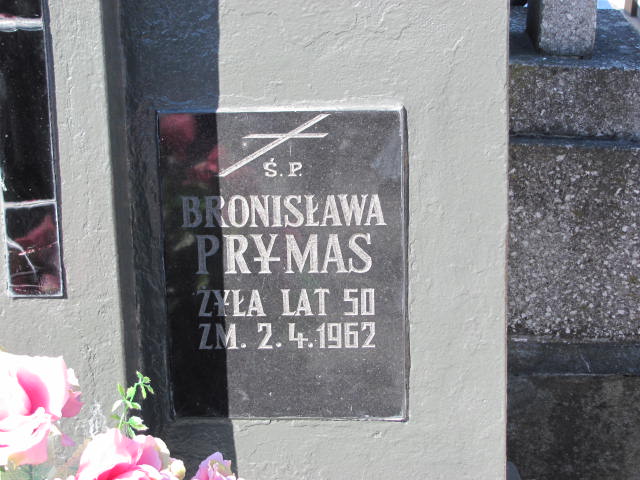 Ś.P.
BRONISŁAWA
PRYMAS
ŻYŁA LAT 50
ZM. 2.4.1962